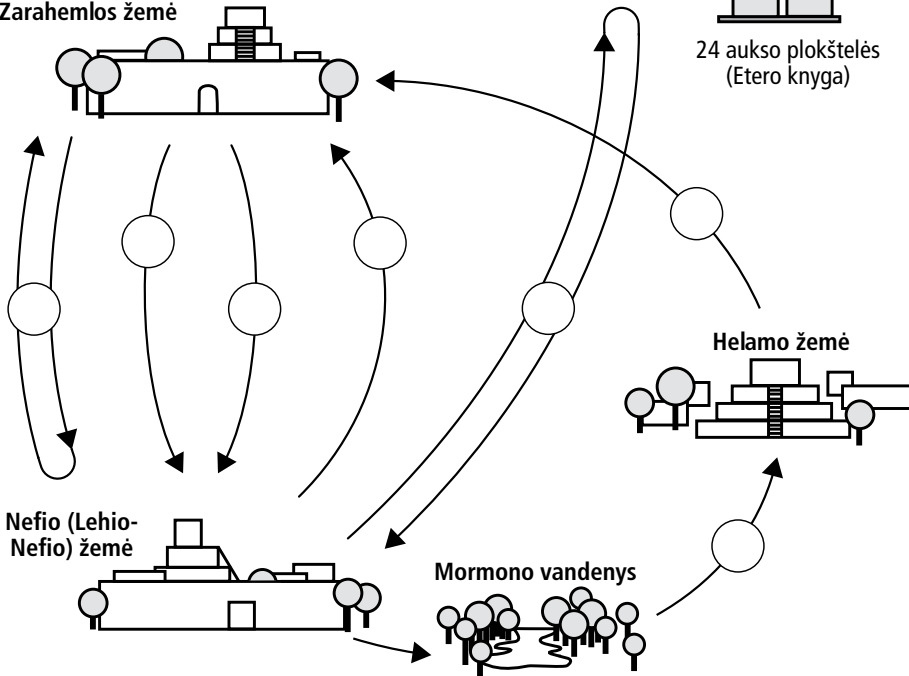 Zarahemlos žemė
24 aukso plokštelės
(Etero knyga)
Helamo žemė
Nefio (Lehio-
Nefio) žemė
Mormono vandenys